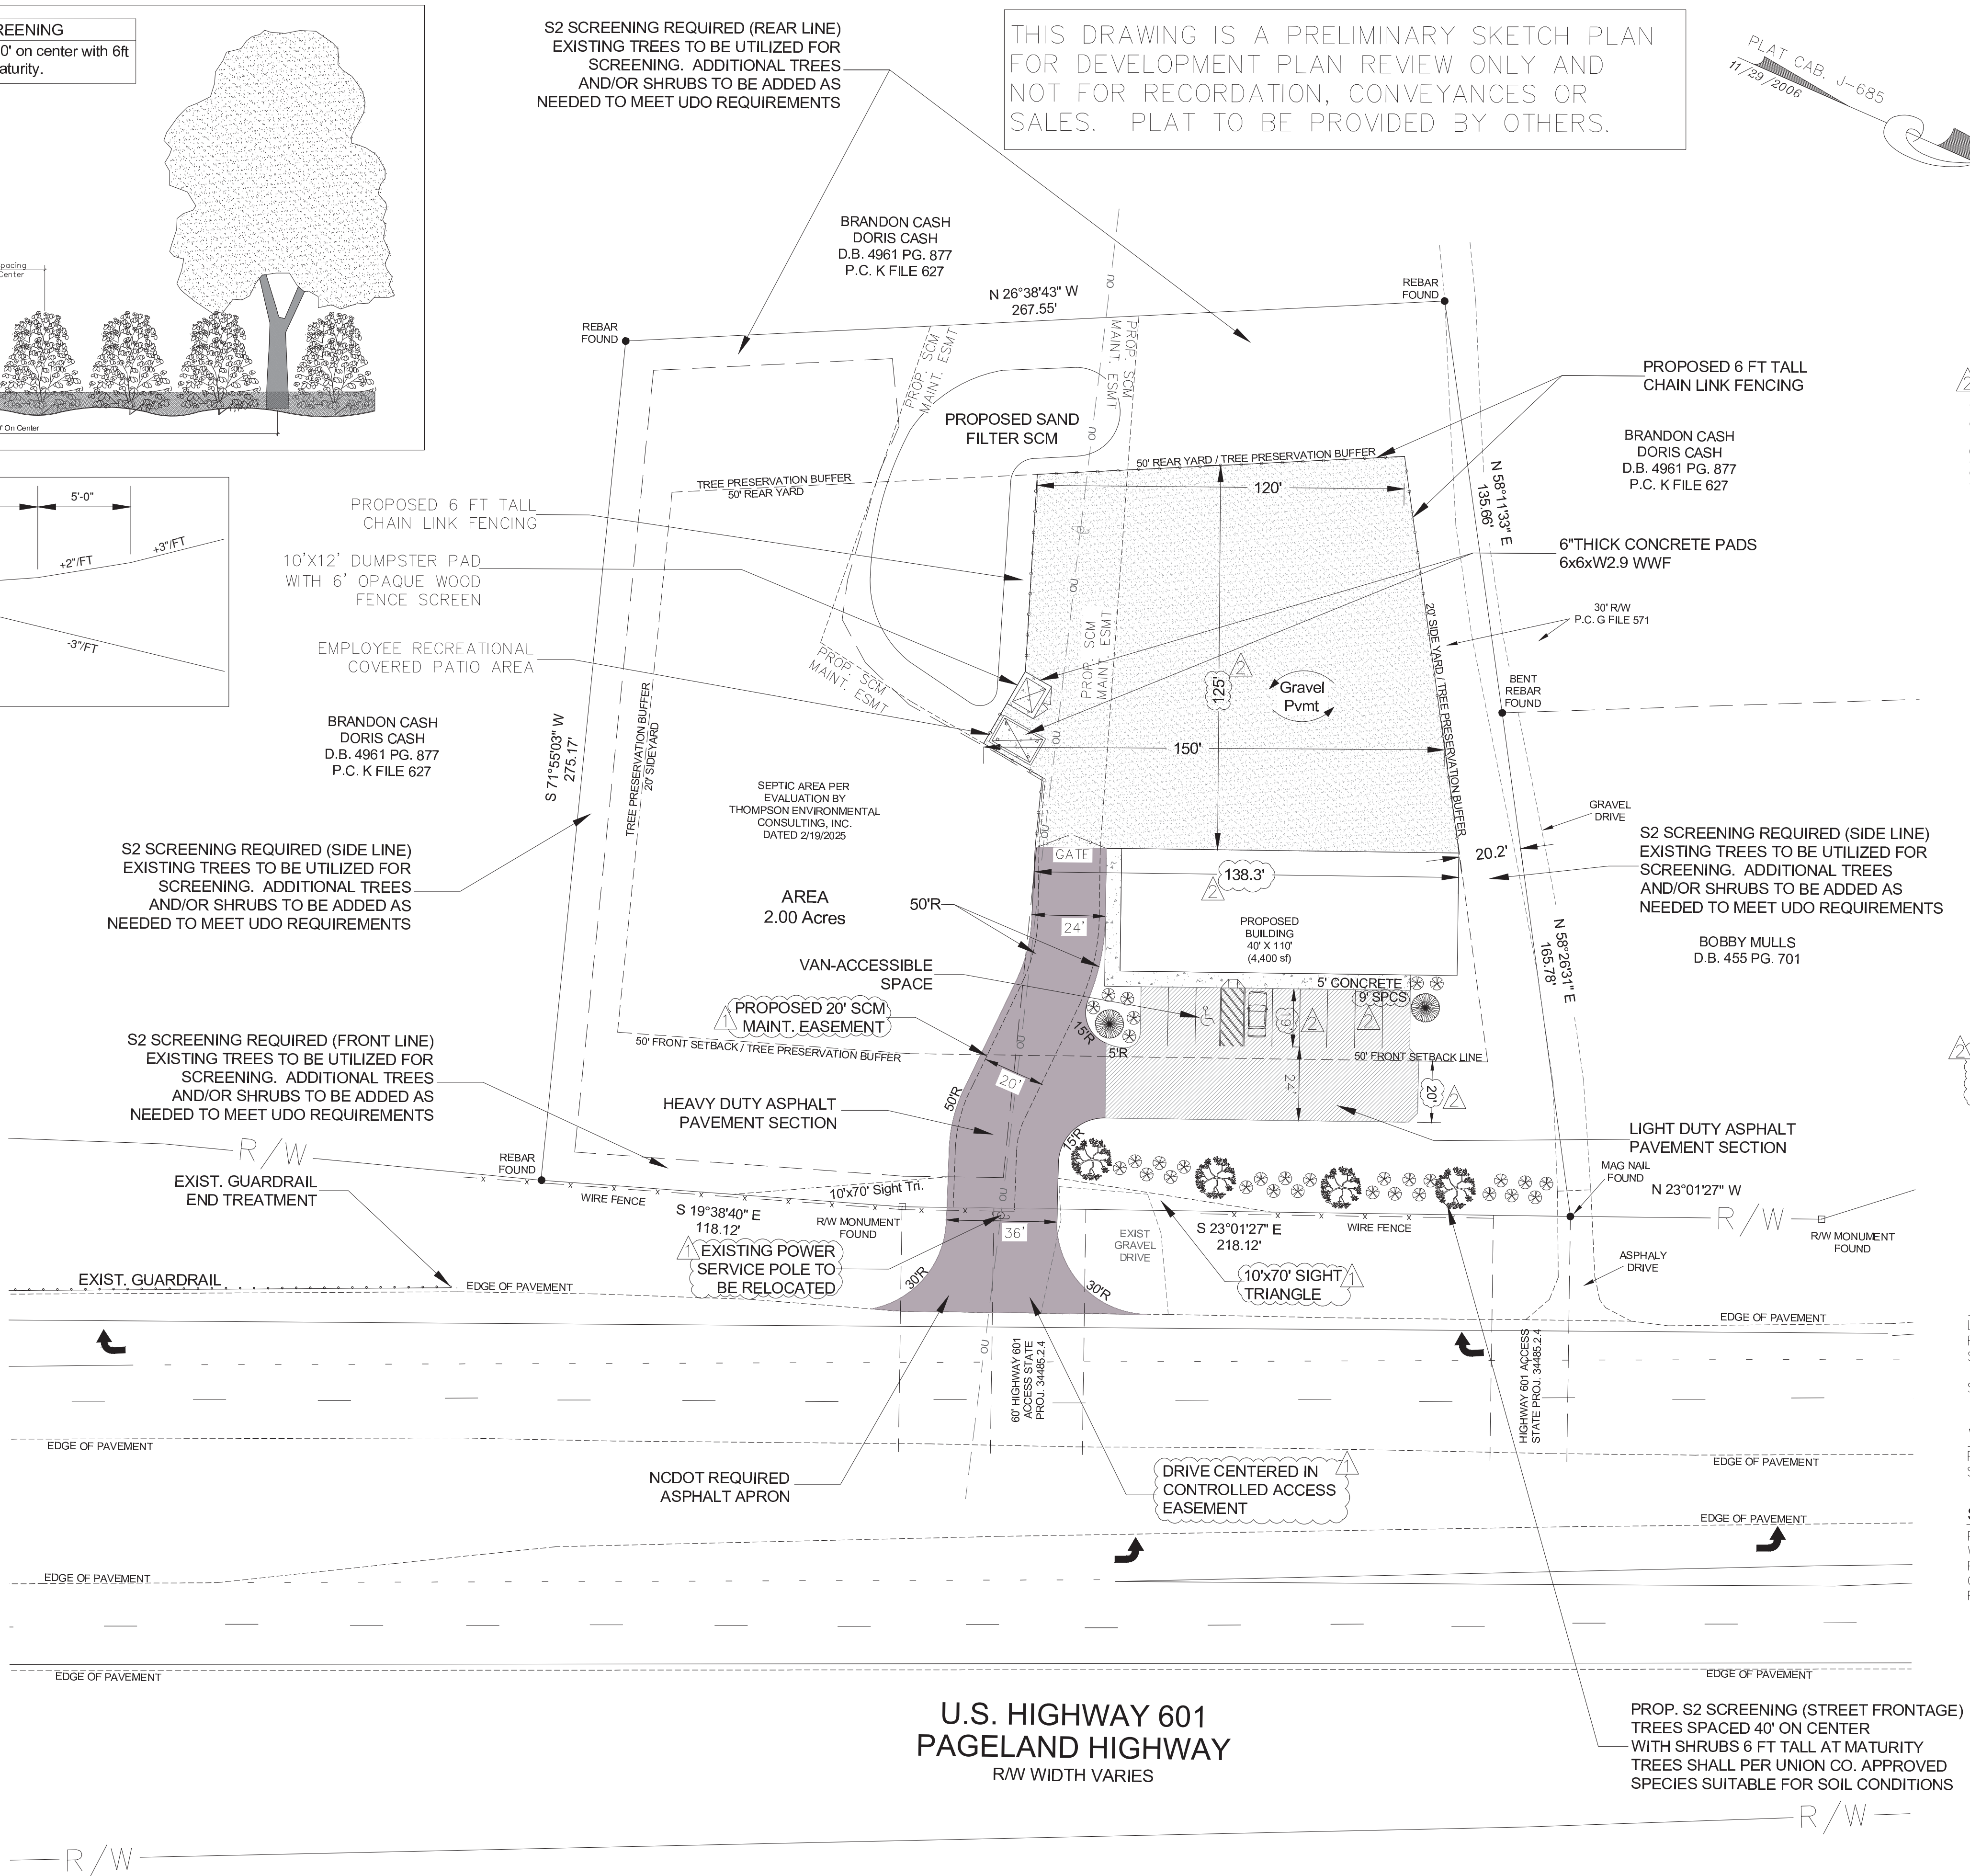 REENING
0' on center with 6ft
aturity.
pacing
Center
' On Center
5'-0"
+2"/FT
+3"/FT
-3"/FT
S2 SCREENING REQUIRED (REAR LINE)
EXISTING TREES TO BE UTILIZED FOR
SCREENING. ADDITIONAL TREES
AND/OR SHRUBS TO BE ADDED AS
NEEDED TO MEET UDO REQUIREMENTS
THIS DRAWING IS A PRELIMINARY SKETCH PLAN
FOR DEVELOPMENT PLAN REVIEW ONLY AND
NOT FOR RECORDATION, CONVEYANCES OR
SALES. PLAT TO BE PROVIDED BY OTHERS.
PLAT CAB. J-685
11/29/2006
BRANDON CASH
DORIS CASH
D.B. 4961 PG. 877
P.C. K FILE 627
N 26°38'43" W
267.55'
REBAR
FOUND
REBAR
FOUND
OU
PROP. SCM
MAINT. ESMT
PROP. SCM
MAINT. ESMT
PROPOSED SAND
FILTER SCM
OU
PROPOSED 6 FT TALL
CHAIN LINK FENCING
2
BRANDON CASH
DORIS CASH
D.B. 4961 PG. 877
P.C. K FILE 627
N 58°11'33" E
135.66'
50' REAR YARD / TREE PRESERVATION BUFFER
TREE PRESERVATION BUFFER
50' REAR YARD
120'
PROPOSED 6 FT TALL
CHAIN LINK FENCING
10'X12' DUMPSTER PAD
WITH 6' OPAQUE WOOD
FENCE SCREEN
EMPLOYEE RECREATIONAL
COVERED PATIO AREA
6"THICK CONCRETE PADS
6x6xW2.9 WWF
30' R/W
P.C. G FILE 571
OU
PROP. SCM
MAINT. ESMT
PROP. SCM
MAINT. ESMT
20' SIDE YARD / TREE PRESERVATION BUFFER
125'
2
Gravel
Pvmt
BENT
REBAR
FOUND
OU
150'
BRANDON CASH
DORIS CASH
D.B. 4961 PG. 877
P.C. K FILE 627
S 71°55'03" W
275.17'
TREE PRESERVATION BUFFER
20' SIDEYARD
SEPTIC AREA PER
EVALUATION BY
THOMPSON ENVIRONMENTAL
CONSULTING, INC.
DATED 2/19/2025
OU
GATE
GRAVEL
DRIVE
20.2'
S2 SCREENING REQUIRED (SIDE LINE)
EXISTING TREES TO BE UTILIZED FOR
SCREENING. ADDITIONAL TREES
AND/OR SHRUBS TO BE ADDED AS
NEEDED TO MEET UDO REQUIREMENTS
S2 SCREENING REQUIRED (SIDE LINE)
EXISTING TREES TO BE UTILIZED FOR
SCREENING. ADDITIONAL TREES
AND/OR SHRUBS TO BE ADDED AS
NEEDED TO MEET UDO REQUIREMENTS
138.3'
2
AREA
2.00 Acres
50'R
24'
PROPOSED
BUILDING
40' X 110'
(4,400 sf)
N 58°26'31" E
165.78'
BOBBY MULLS
D.B. 455 PG. 701
VAN-ACCESSIBLE
SPACE
5' CONCRETE
9' SPCS
19'
2
2
PROPOSED 20' SCM
MAINT. EASEMENT
1
15'R
5'R
OU
50' FRONT SETBACK / TREE PRESERVATION BUFFER
50' FRONT SETBACK LINE
S2 SCREENING REQUIRED (FRONT LINE)
EXISTING TREES TO BE UTILIZED FOR
SCREENING. ADDITIONAL TREES
AND/OR SHRUBS TO BE ADDED AS
NEEDED TO MEET UDO REQUIREMENTS
20'
24'
20'
2
2
50'R
HEAVY DUTY ASPHALT
PAVEMENT SECTION
LIGHT DUTY ASPHALT
PAVEMENT SECTION
15'R
R/W
REBAR
FOUND
EXIST. GUARDRAIL
END TREATMENT
WIRE FENCE
S 19°38'40" E
118.12'
10'x70' Sight Tri.
R/W MONUMENT
FOUND
OU
36'
EXIST
GRAVEL
DRIVE
S 23°01'27" E
218.12'
WIRE FENCE
MAG NAIL
FOUND
N 23°01'27" W
R/W
R/W MONUMENT
FOUND
1
EXISTING POWER
SERVICE POLE TO
BE RELOCATED
10'x70' SIGHT
TRIANGLE
1
ASPHALY
DRIVE
EXIST. GUARDRAIL
EDGE OF PAVEMENT
30'R
30'R
EDGE OF PAVEMENT
OU
60' HIGHWAY 601
ACCESS STATE
PROJ. 34485.2.4
HIGHWAY 601 ACCESS
STATE PROJ. 34485.2.4
EDGE OF PAVEMENT
EDGE OF PAVEMENT
NCDOT REQUIRED
ASPHALT APRON
DRIVE CENTERED IN
CONTROLLED ACCESS
EASEMENT
1
EDGE OF PAVEMENT
EDGE OF PAVEMENT
EDGE OF PAVEMENT
EDGE OF PAVEMENT
U.S. HIGHWAY 601
PAGELAND HIGHWAY
R/W WIDTH VARIES
PROP. S2 SCREENING (STREET FRONTAGE)
TREES SPACED 40' ON CENTER
WITH SHRUBS 6 FT TALL AT MATURITY
TREES SHALL PER UNION CO. APPROVED
SPECIES SUITABLE FOR SOIL CONDITIONS
R/W
R/W